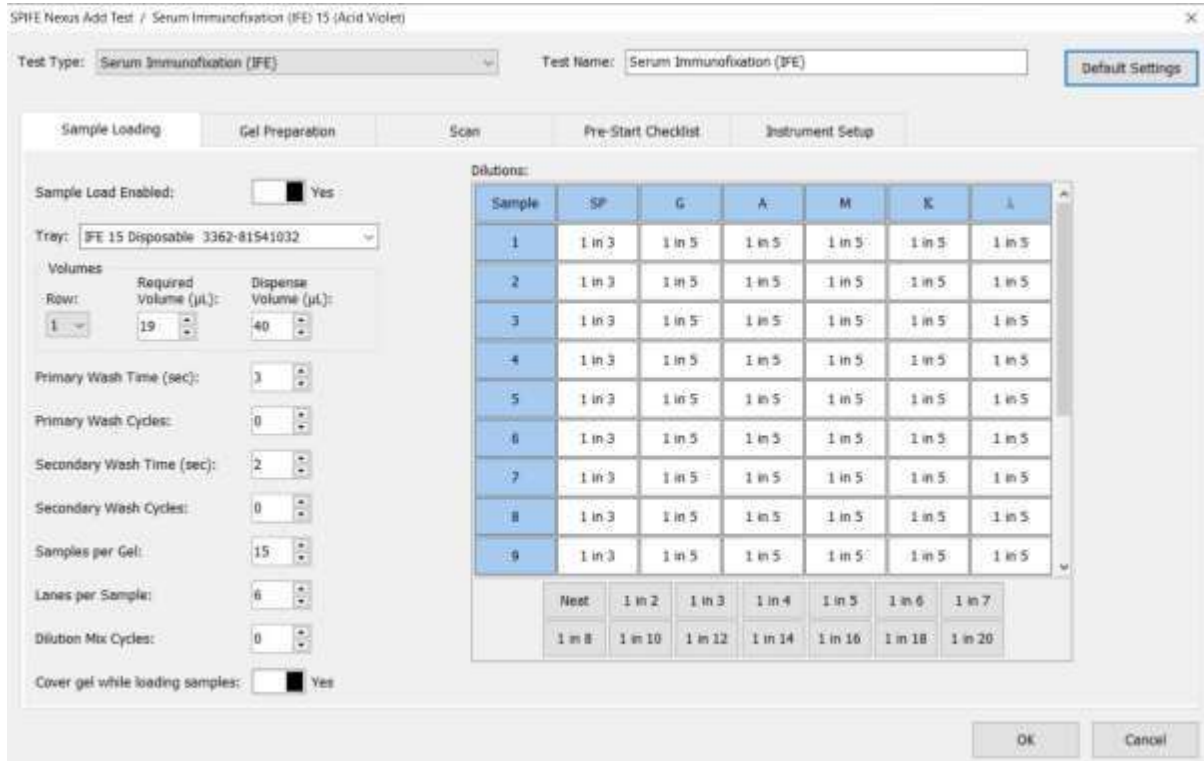 SPIFE Nexus Add Test / Serum Immunofixation (IFE) 15 (Acid Violet)
Test Type: Serum Immunofixation (IFE) Test Name: Serum Immunofixation (IFE) Default Settings
Sample Loading Gel Preparation Scan Pre-Start Checklist Instrument Setup
Sample Load Enabled: Yes
Tray: IFE 15 Disposable 3362-81541032
Volumes
Row: Required Volume (µL): Dispense Volume (µL):
1 19 40
Primary Wash Time (sec): 3
Primary Wash Cycles: 0
Secondary Wash Time (sec): 2
Secondary Wash Cycles: 0
Samples per Gel: 15
Lanes per Sample: 6
Dilution Mix Cycles: 0
Cover gel while loading samples: Yes
Dilutions:
Sample SP G A M K L
1 1 in 3 1 in 5 1 in 5 1 in 5 1 in 5 1 in 5
2 1 in 3 1 in 5 1 in 5 1 in 5 1 in 5 1 in 5
3 1 in 3 1 in 5 1 in 5 1 in 5 1 in 5 1 in 5
4 1 in 3 1 in 5 1 in 5 1 in 5 1 in 5 1 in 5
5 1 in 3 1 in 5 1 in 5 1 in 5 1 in 5 1 in 5
6 1 in 3 1 in 5 1 in 5 1 in 5 1 in 5 1 in 5
7 1 in 3 1 in 5 1 in 5 1 in 5 1 in 5 1 in 5
8 1 in 3 1 in 5 1 in 5 1 in 5 1 in 5 1 in 5
9 1 in 3 1 in 5 1 in 5 1 in 5 1 in 5 1 in 5
Neat 1 in 2 1 in 3 1 in 4 1 in 5 1 in 6 1 in 7
1 in 8 1 in 10 1 in 12 1 in 14 1 in 16 1 in 18 1 in 20
OK Cancel